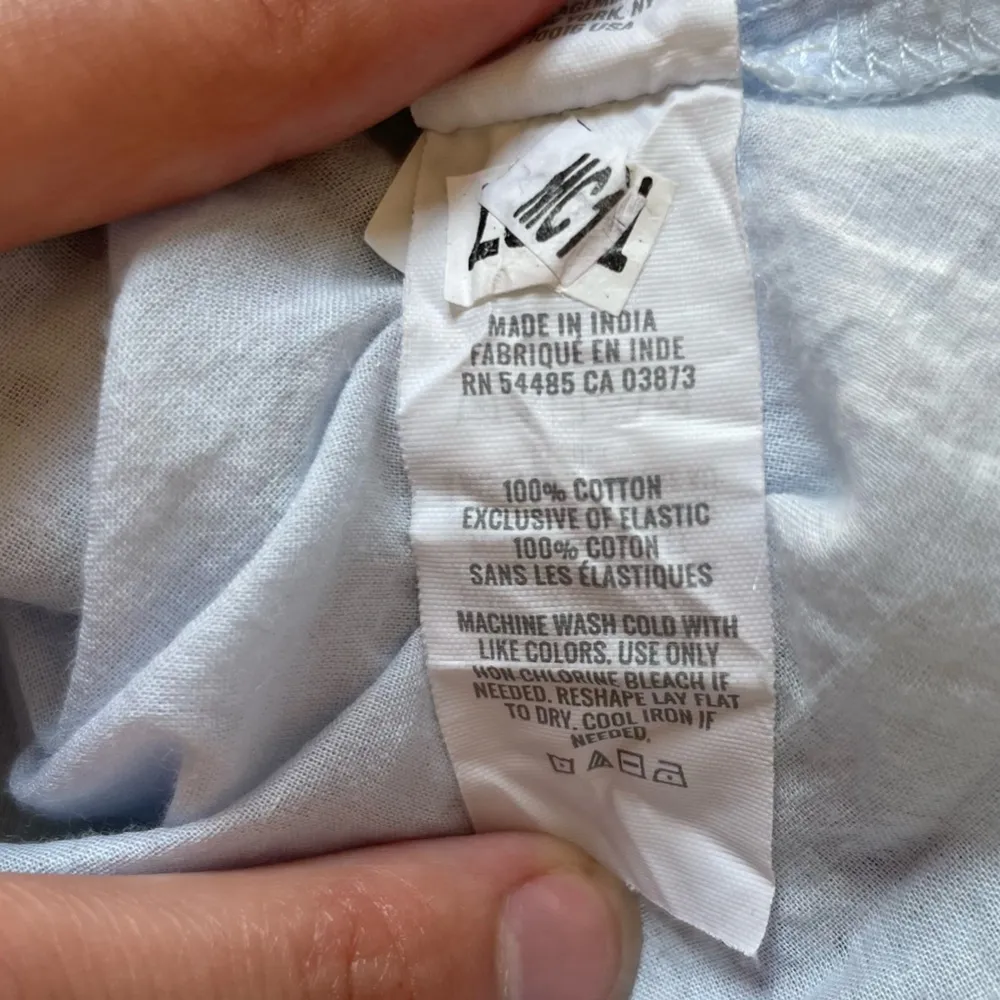 YORK, NY
10016 USA
MADE IN INDIA
FABRIQUÉ EN INDE
RN 54485 CA 03873
100% COTTON
EXCLUSIVE OF ELASTIC
100% COTON
SANS LES ÉLASTIQUES
MACHINE WASH COLD WITH
LIKE COLORS. USE ONLY
NON-CHLORINE BLEACH IF
NEEDED. RESHAPE LAY FLAT
TO DRY. COOL IRON IF
NEEDED.